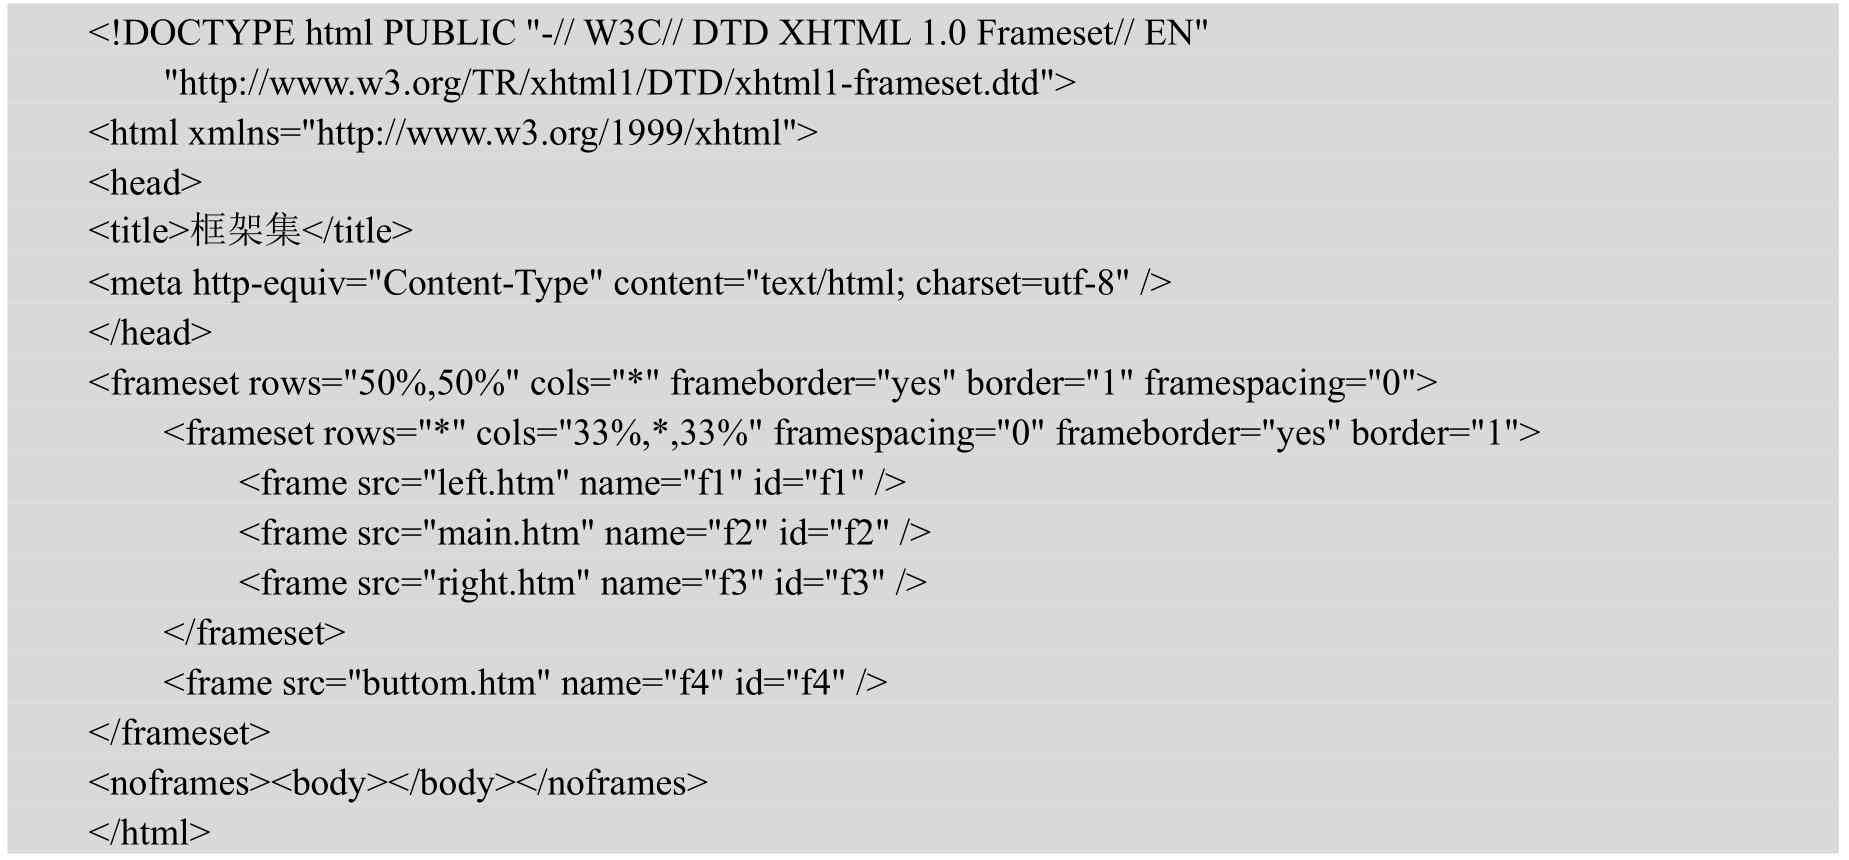 <!DOCTYPE html PUBLIC "-// W3C// DTD XHTML 1.0 Frameset// EN"
"http://www.w3.org/TR/xhtml1/DTD/xhtml1-frameset.dtd">
<html xmlns="http://www.w3.org/1999/xhtml">
<head>
<title>框架集</title>
<meta http-equiv="Content-Type" content="text/html; charset=utf-8" />
</head>
<frameset rows="50%,50%" cols="*" frameborder="yes" border="1" framespacing="0">
<frameset rows="*" cols="33%,*,33%" framespacing="0" frameborder="yes" border="1">
<frame src="left.htm" name="f1" id="f1" />
<frame src="main.htm" name="f2" id="f2" />
<frame src="right.htm" name="f3" id="f3" />
</frameset>
<frame src="buttom.htm" name="f4" id="f4" />
</frameset>
<noframes><body></body></noframes>
</html>